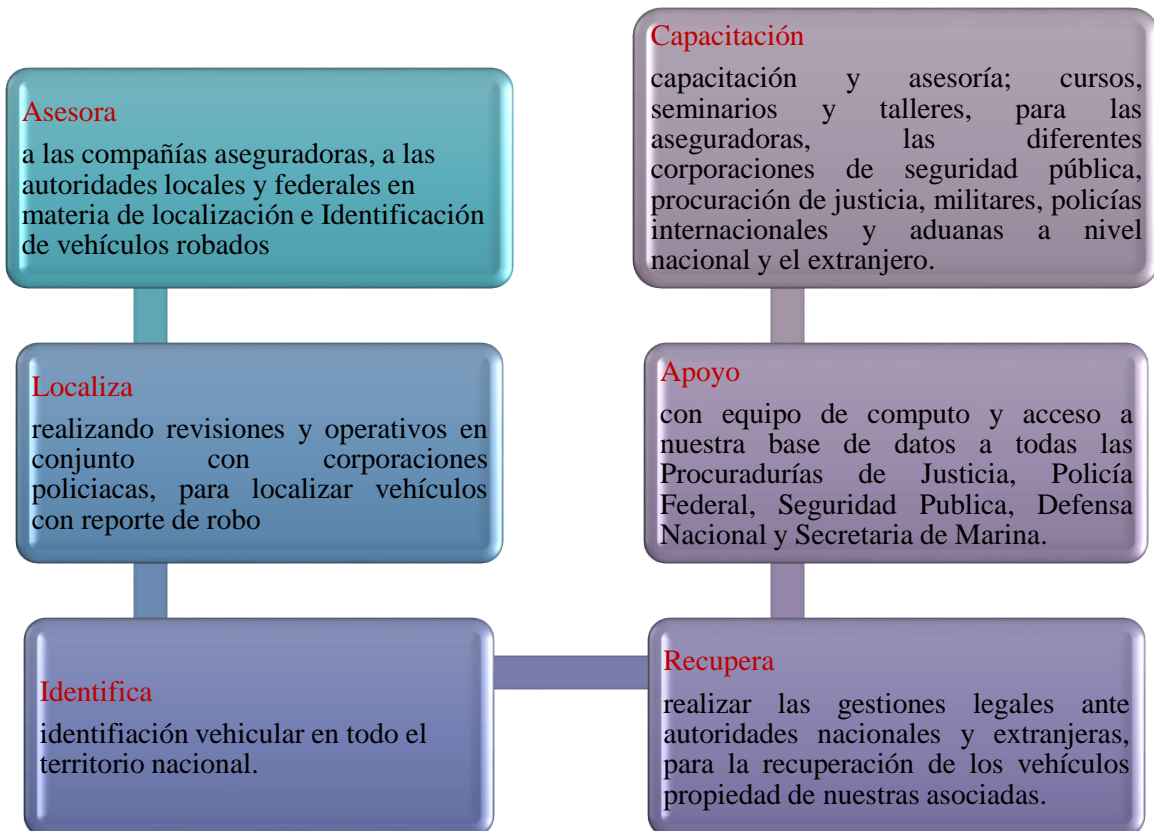 Asesora
a las compañías aseguradoras, a las
autoridades locales y federales en
materia de localización e Identificación
de vehículos robados
Localiza
realizando revisiones y operativos en
conjunto con corporaciones
policiacas, para localizar vehículos
con reporte de robo
Identifica
identifiación vehicular en todo el
territorio nacional.
Recupera
realizar las gestiones legales ante
autoridades nacionales y extranjeras,
para la recuperación de los vehículos
propiedad de nuestras asociadas.
Apoyo
con equipo de computo y acceso a
nuestra base de datos a todas las
Procuradurías de Justicia, Policía
Federal, Seguridad Publica, Defensa
Nacional y Secretaria de Marina.
Capacitación
capacitación y asesoría; cursos,
seminarios y talleres, para las
aseguradoras, las diferentes
corporaciones de seguridad pública,
procuración de justicia, militares, policías
internacionales y aduanas a nivel
nacional y el extranjero.